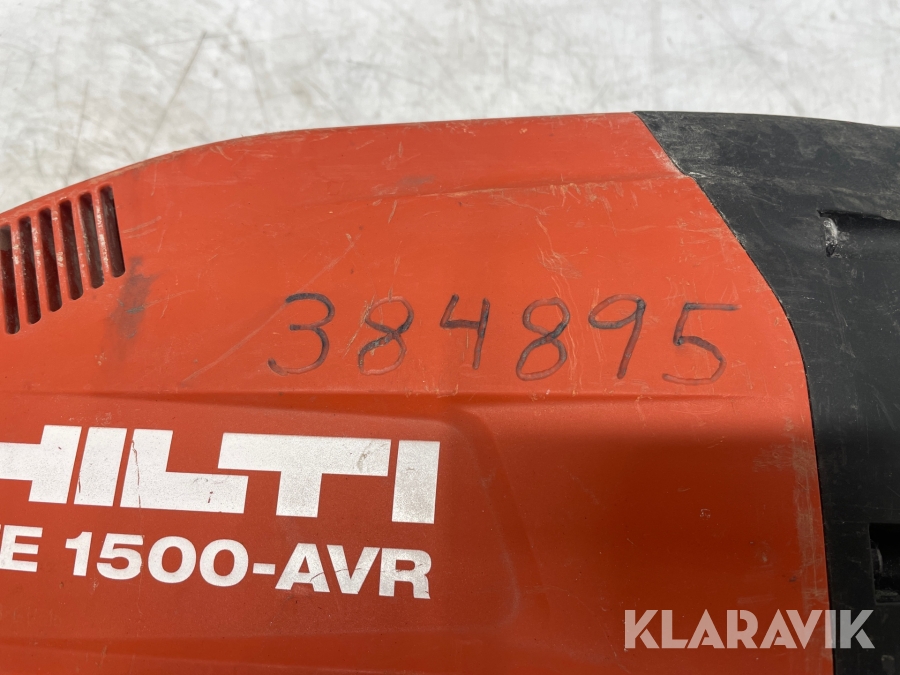 384895
HILTI
E 1500-AVR
KLARAVIK